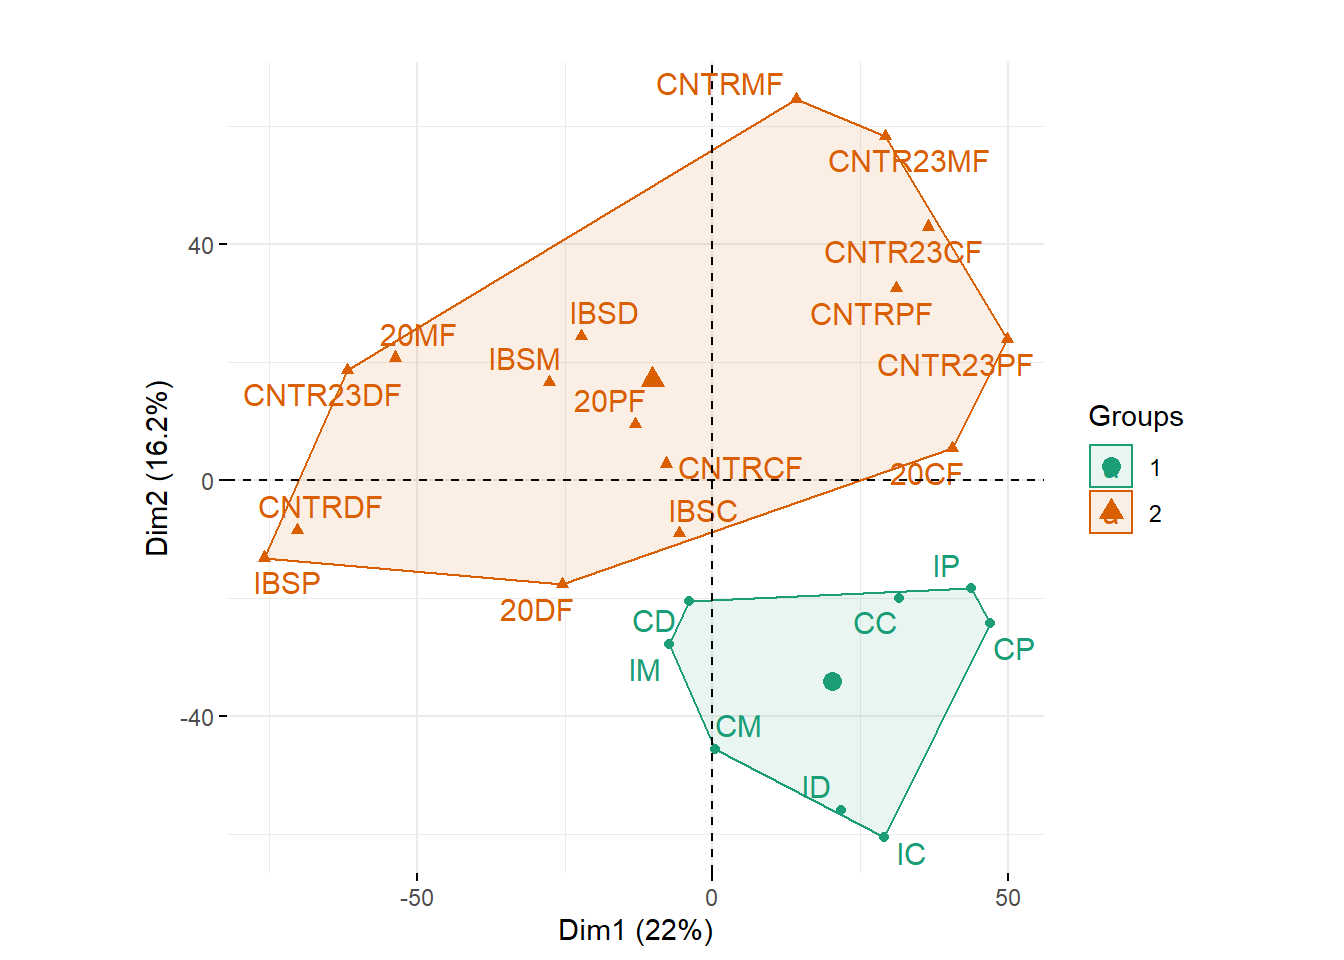 CNTRMF
CNTR23MF
40
CNTR23CF
IBSD
CNTRPF
20MF
IBSM
CNTR23PF
CNTR23DF
20PF
CNTRCF
20CF
0
CNTRDF
IBSC
IBSP
20DF
IP
CD
CC
CP
IM
-40
CM
ID
IC
-50
0
50
Dim1 (22%)
Dim2 (16.2%)
Groups
a 1
a 2